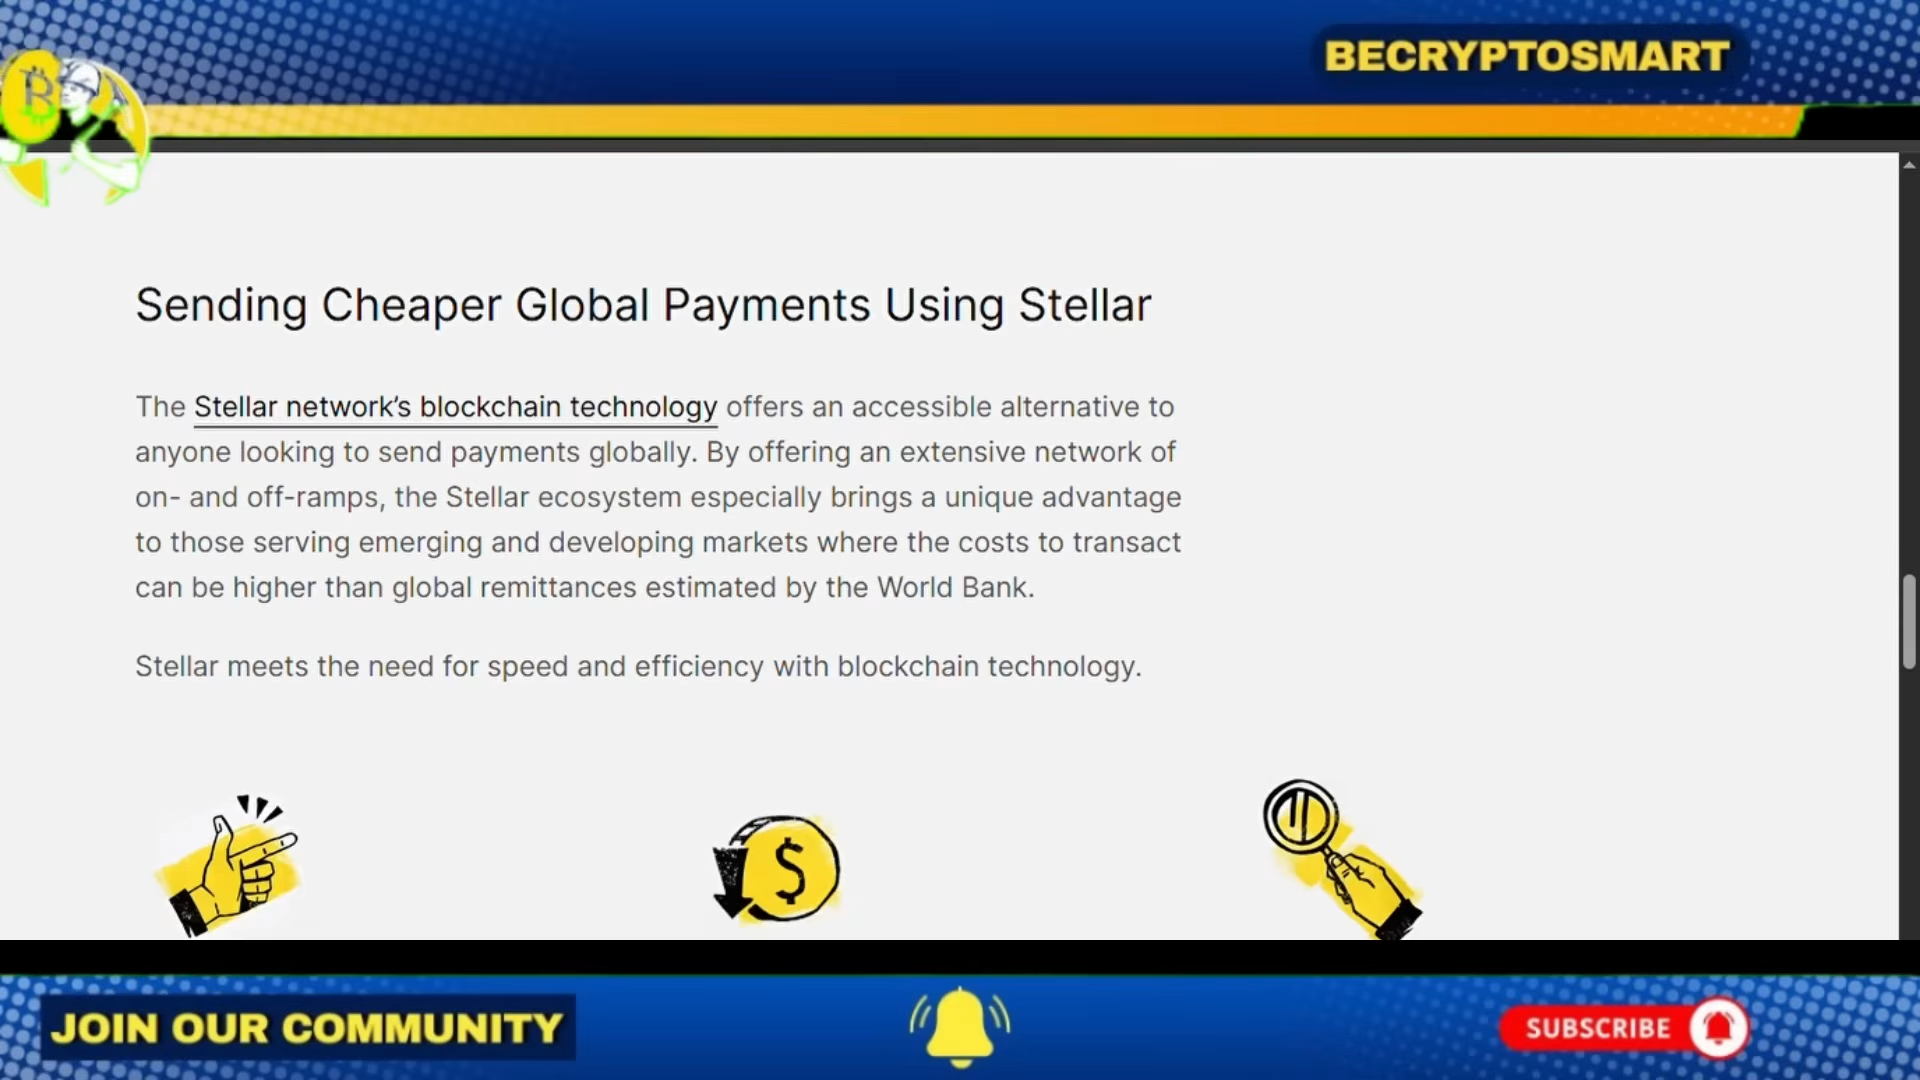 BECRYPTOSMART
Sending Cheaper Global Payments Using Stellar
The Stellar network’s blockchain technology offers an accessible alternative to
anyone looking to send payments globally. By offering an extensive network of
on- and off-ramps, the Stellar ecosystem especially brings a unique advantage
to those serving emerging and developing markets where the costs to transact
can be higher than global remittances estimated by the World Bank.
Stellar meets the need for speed and efficiency with blockchain technology.
$
JOIN OUR COMMUNITY
SUBSCRIBE